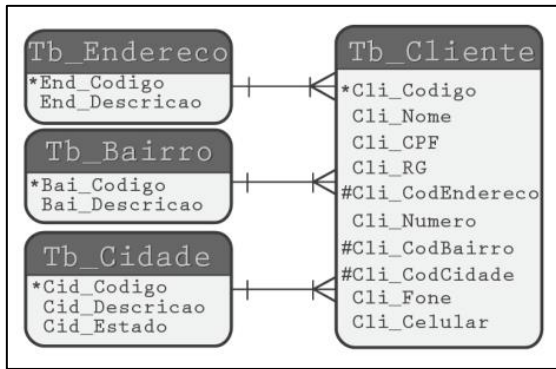 Tb_Endereco
*End_Codigo
End_Descricao
Tb_Bairro
*Bai_Codigo
Bai_Descricao
Tb_Cidade
*Cid_Codigo
Cid_Descricao
Cid_Estado
Tb_Cliente
*Cli_Codigo
Cli_Nome
Cli_CPF
Cli_RG
#Cli_CodEndereco
Cli_Numero
#Cli_CodBairro
#Cli_CodCidade
Cli_Fone
Cli_Celular